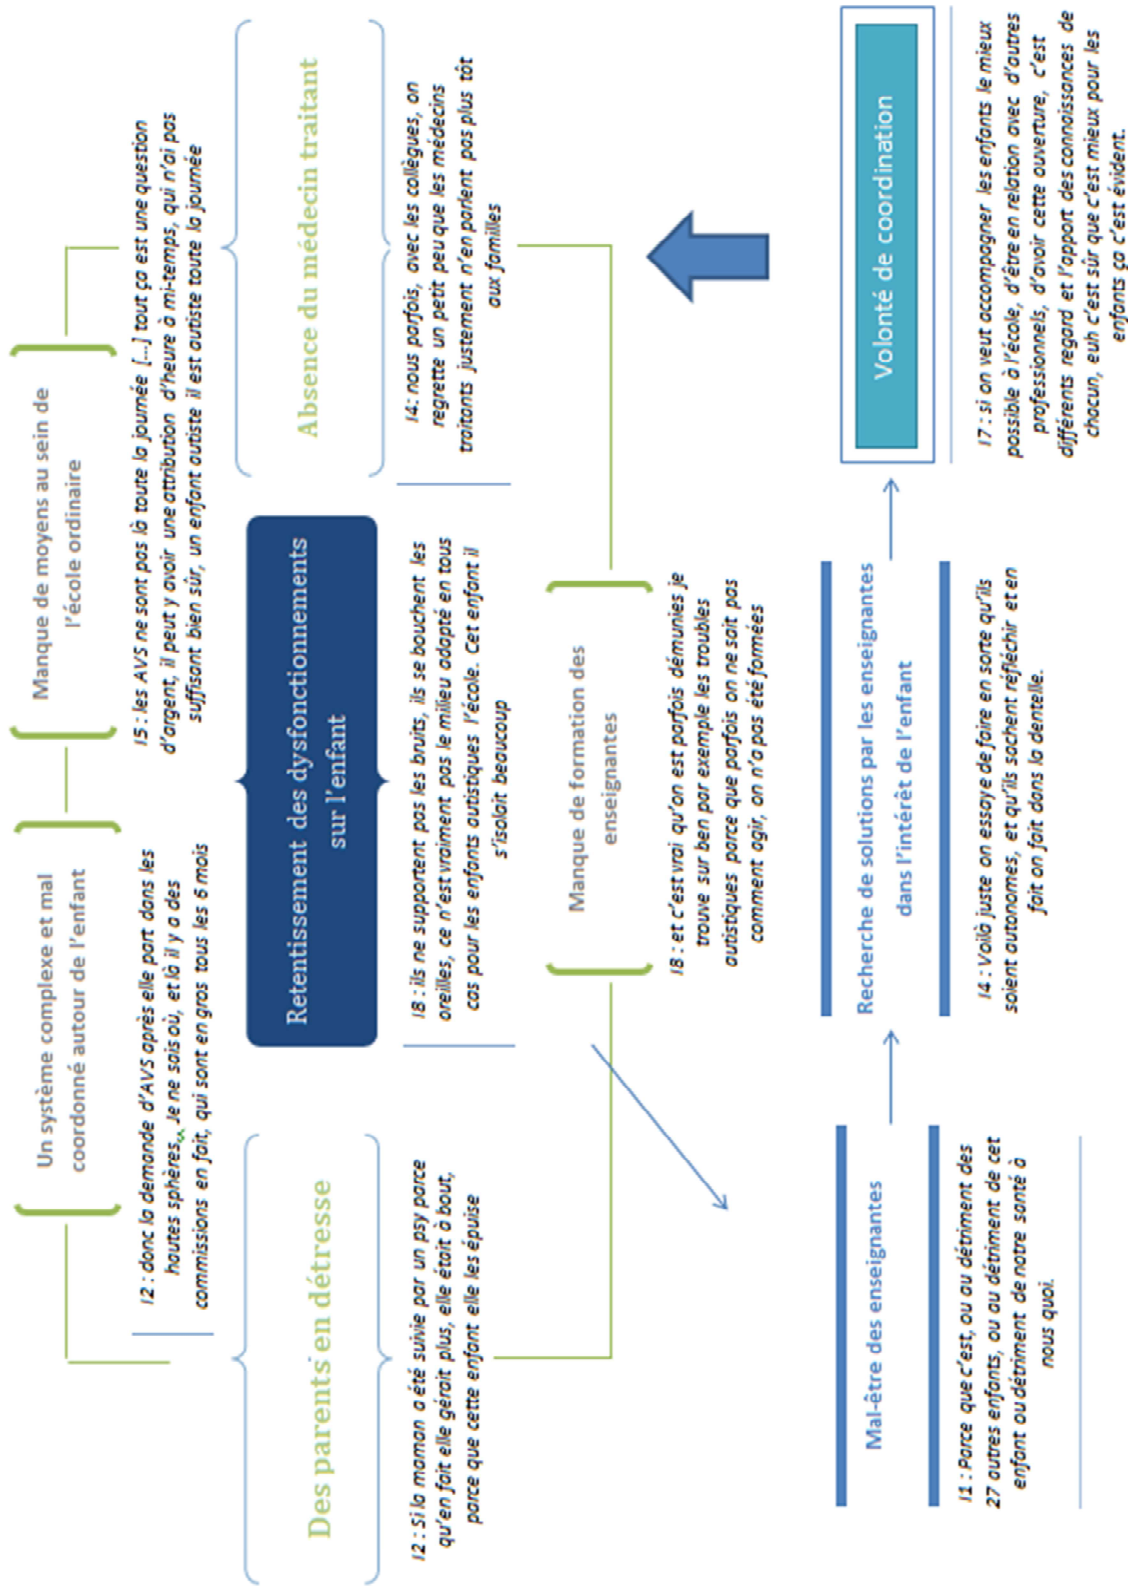 Un système complexe et mal
coordonné autour de l'enfant
I2 : donc la demande d'AVS après elle part dans les
hautes sphères, Je ne sais où, et là il y a des
commissions en fait, qui sont en gros tous les 6 mois
Manque de moyens au sein de
l'école ordinaire
I5 : les AVS ne sont pas là toute la journée [...] tout ça est une question
d'argent, il peut y avoir une attribution d'heure à mi-temps, qui n'ai pas
suffisant bien sûr, un enfant autiste il est autiste toute la journée
Des parents en détresse
I2 : Si la maman a été suivie par un psy parce
qu'en fait elle gérait plus, elle était à bout,
parce que cette enfant elle les épuise
Retentissement des dysfonctionnements
sur l'enfant
I8 : ils ne supportent pas les bruits, ils se bouchent les
oreilles, ce n'est vraiment pas le milieu adapté en tous
cas pour les enfants autistiques l'école. Cet enfant il
s'isolait beaucoup
Absence du médecin traitant
I4: nous parfois, avec les collègues, on
regrette un petit peu que les médecins
traitants justement n'en parlent pas plus tôt
aux familles
Manque de formation des
enseignantes
I8 : et c'est vrai qu'on est parfois démunies je
trouve sur ben par exemple les troubles
autistiques parce que parfois on ne sait pas
comment agir, on n'a pas été formées
Mal-être des enseignantes
I1 : Parce que c'est, ou au détriment des
27 autres enfants, ou au détriment de cet
enfant ou détriment de notre santé à
nous quoi.
Recherche de solutions par les enseignantes
dans l'intérêt de l'enfant
I4 : Voilà juste on essaye de faire en sorte qu'ils
soient autonomes, et qu'ils sachent réfléchir et en
fait on fait dans la dentelle.
Volonté de coordination
I7 : si on veut accompagner les enfants le mieux
possible à l'école, d'être en relation avec d'autres
professionnels, d'avoir cette ouverture, c'est
différents regard et l'apport des connaissances de
chacun, euh c'est sûr que c'est mieux pour les
enfants ça c'est évident.